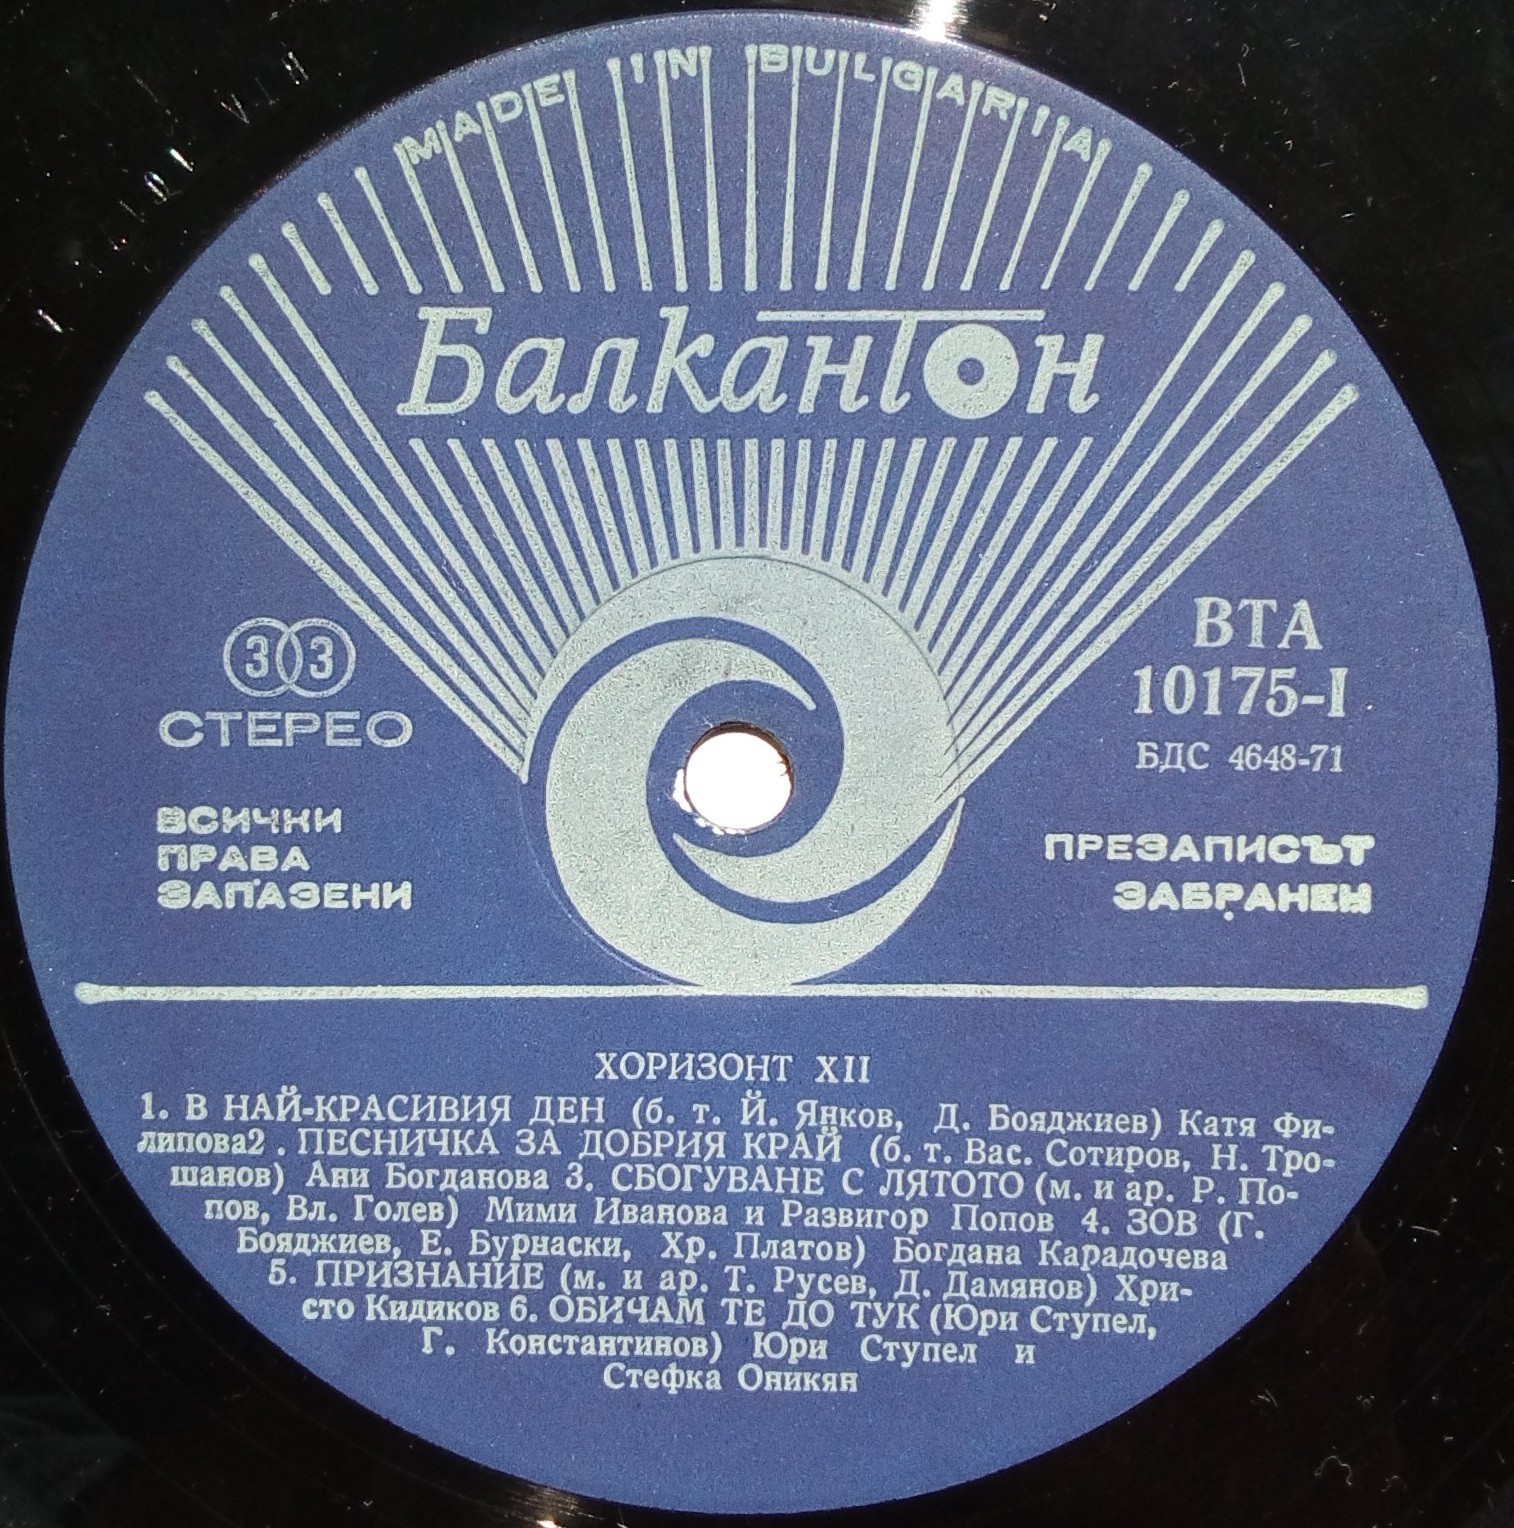 MADE IN BULGARIA
Балкантон
33
СТЕРЕО
ВСИЧКИ
ПРАВА
ЗАПАЗЕНИ
ВТА
10175-I
БДС 4648-71
ПРЕЗАПИСЪТ
ЗАБРАНЕН
ХОРИЗОНТ XII
1. В НАЙ-КРАСИВИЯ ДЕН (б. т. Й. Янков, Д. Бояджиев) Катя Фи-
липова2 . ПЕСНИЧКА ЗА ДОБРИЯ КРАЙ (б. т. Вас. Сотиров, Н. Тро-
шанов) Ани Богданова 3. СБОГУВАНЕ С ЛЯТОТО (м. и ар. Р. По-
пов, Вл. Голев) Мими Иванова и Развигор Попов 4. ЗОВ (Г.
Бояджиев, Е. Бурнаски, Хр. Платов) Богдана Карадочева
5. ПРИЗНАНИЕ (м. и ар. Т. Русев, Д. Дамянов) Хри-
сто Кидиков 6. ОБИЧАМ ТЕ ДО ТУК (Юри Ступел,
Г. Константинов) Юри Ступел и
Стефка Оникян